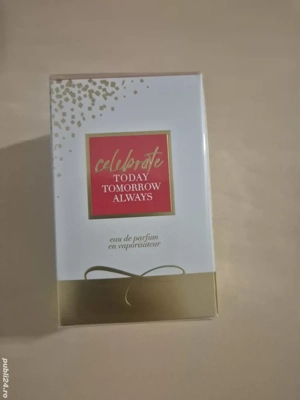 celebrate
TODAY
TOMORROW
ALWAYS
eau de parfum
en vaporisateur
publi24.ro